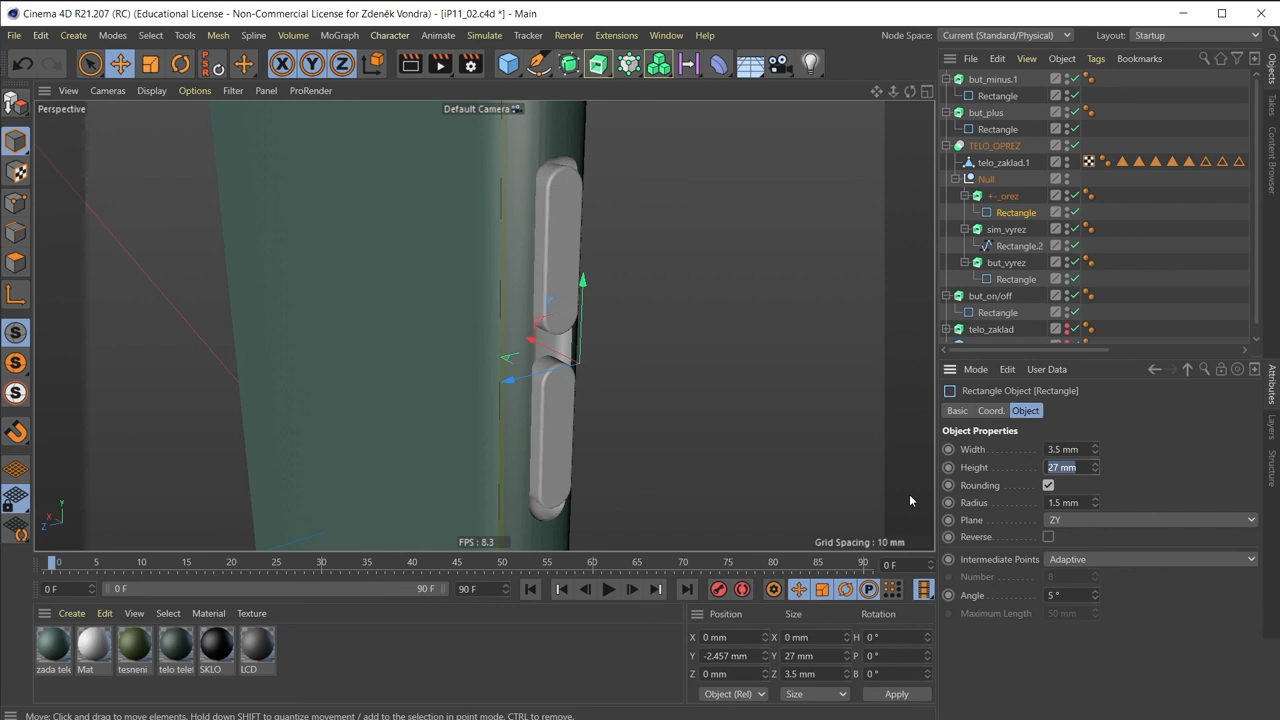 Cinema 4D R21.207 (RC) (Educational License - Non-Commercial License for Zdeněk Vondra) - [iP11_02.c4d *] - Main
File Edit Create Modes Select Tools Mesh Spline Volume MoGraph Character Animate Simulate Tracker Render Extensions Window Help Node Space: Current (Standard/Physical) Layout: Startup
PSR 0
X Y Z
File Edit View Object Tags Bookmarks
View Cameras Display Options Filter Panel ProRender
Perspective
Default Camera
but_minus.1
Rectangle
but_plus
Rectangle
TELO_OPREZ
telo_zaklad.1
Null
+-_orez
Rectangle
sim_vyrez
Rectangle.2
but_vyrez
Rectangle
but_on/off
Rectangle
telo_zaklad
Objects
Takes
Content Browser
Attributes
Layers
Structure
Mode Edit User Data
Rectangle Object [Rectangle]
Basic Coord. Object
Object Properties
Width 3.5 mm
Height 27 mm
Rounding
Radius 1.5 mm
Plane ZY
Reverse
Intermediate Points Adaptive
Number 8
Angle 5 °
Maximum Length 50 mm
Y
X
Z
FPS : 8.3
Grid Spacing : 10 mm
0 5 10 15 20 25 30 35 40 45 50 55 60 65 70 75 80 85 90 0 F
0 F 0 F 90 F 90 F
Create Edit View Select Material Texture
zada tele Mat tesneni telo telef SKLO LCD
Position Size Rotation
X 0 mm X 0 mm H 0 °
Y -2.457 mm Y 27 mm P 0 °
Z 0 mm Z 3.5 mm B 0 °
Object (Rel) Size Apply
Move: Click and drag to move elements. Hold down SHIFT to quantize movement / add to the selection in point mode, CTRL to remove.